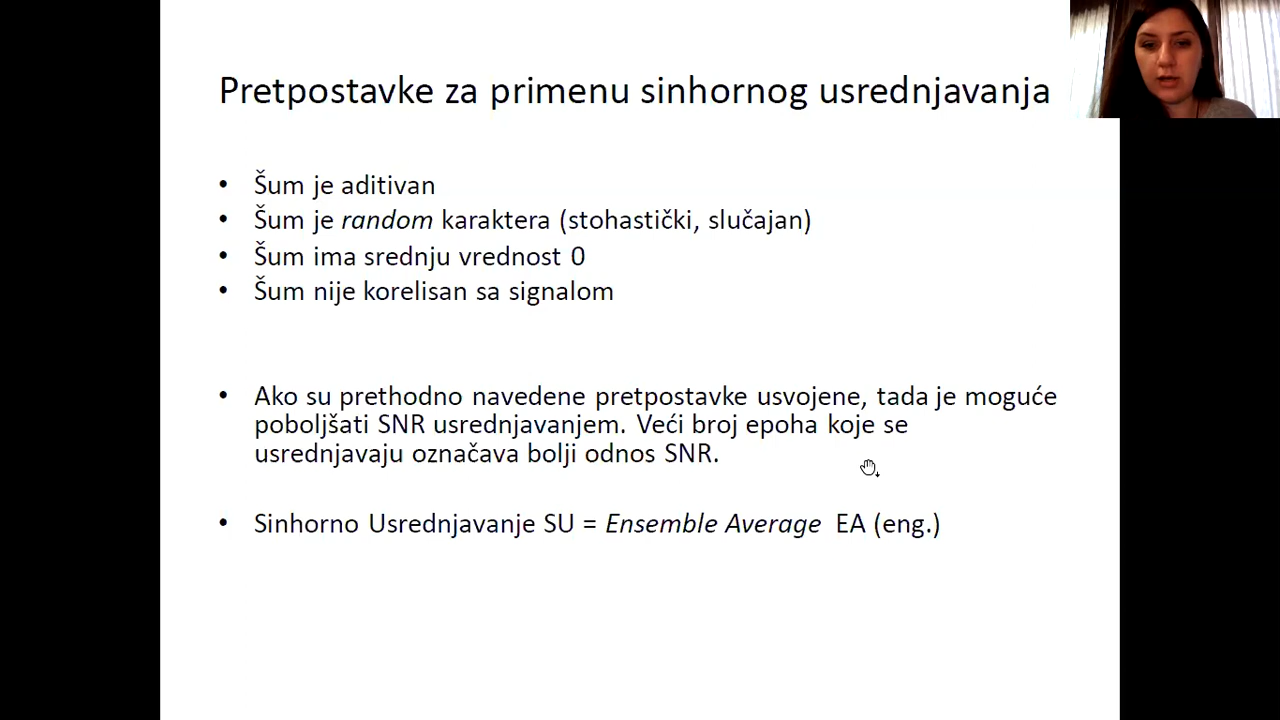 Pretpostavke za primenu sinhornog usrednjavanja
• Šum je aditivan
• Šum je random karaktera (stohastički, slučajan)
• Šum ima srednju vrednost 0
• Šum nije korelisan sa signalom
• Ako su prethodno navedene pretpostavke usvojene, tada je moguće
poboljšati SNR usrednjavanjem. Veći broj epoha koje se
usrednjavaju označava bolji odnos SNR.
• Sinhorno Usrednjavanje SU = Ensemble Average EA (eng.)